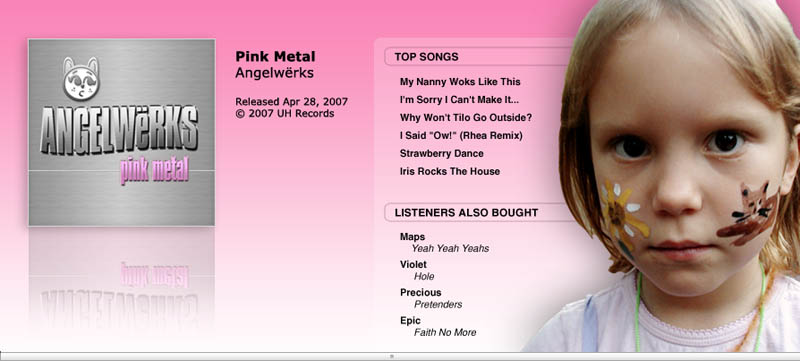 ANGELWËRKS
pink metal
Pink Metal
Angelwërks
Released Apr 28, 2007
© 2007 UH Records
TOP SONGS
My Nanny Woks Like This
I'm Sorry I Can't Make It...
Why Won't Tilo Go Outside?
I Said "Ow!" (Rhea Remix)
Strawberry Dance
Iris Rocks The House
LISTENERS ALSO BOUGHT
Maps
Yeah Yeah Yeahs
Violet
Hole
Precious
Pretenders
Epic
Faith No More